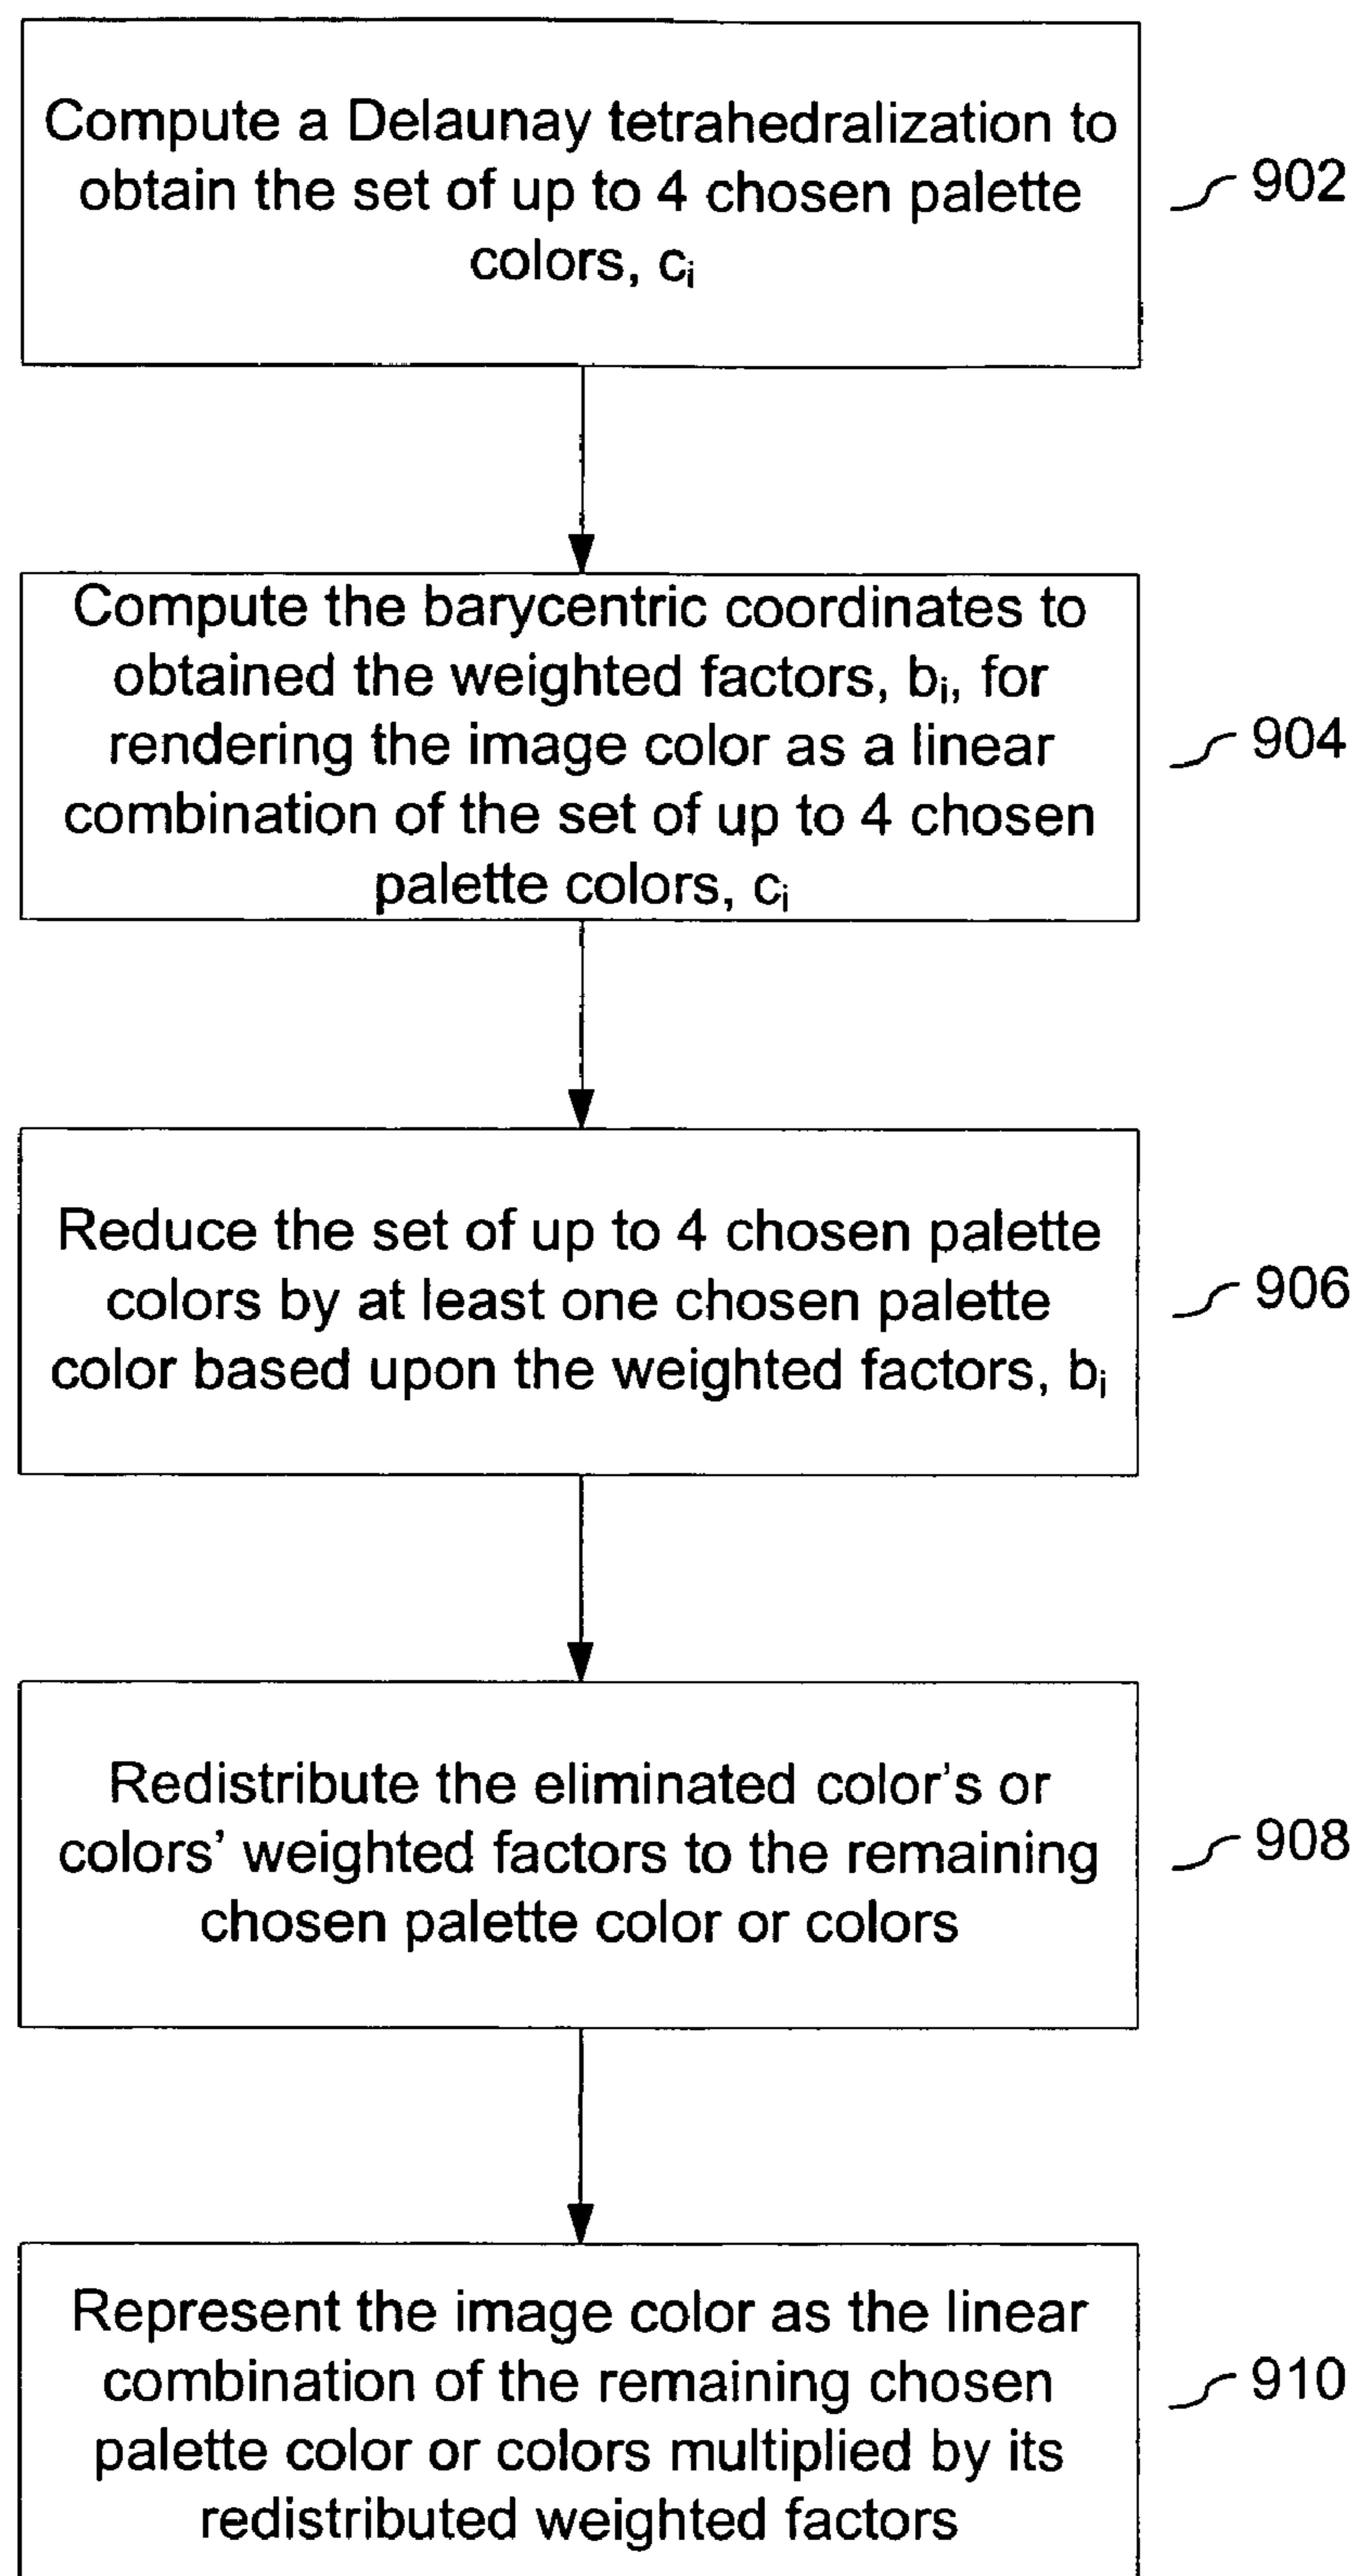 Compute a Delaunay tetrahedralization to
obtain the set of up to 4 chosen palette
colors, cᵢ
902
Compute the barycentric coordinates to
obtained the weighted factors, bᵢ, for
rendering the image color as a linear
combination of the set of up to 4 chosen
palette colors, cᵢ
904
Reduce the set of up to 4 chosen palette
colors by at least one chosen palette
color based upon the weighted factors, bᵢ
906
Redistribute the eliminated color’s or
colors’ weighted factors to the remaining
chosen palette color or colors
908
Represent the image color as the linear
combination of the remaining chosen
palette color or colors multiplied by its
redistributed weighted factors
910